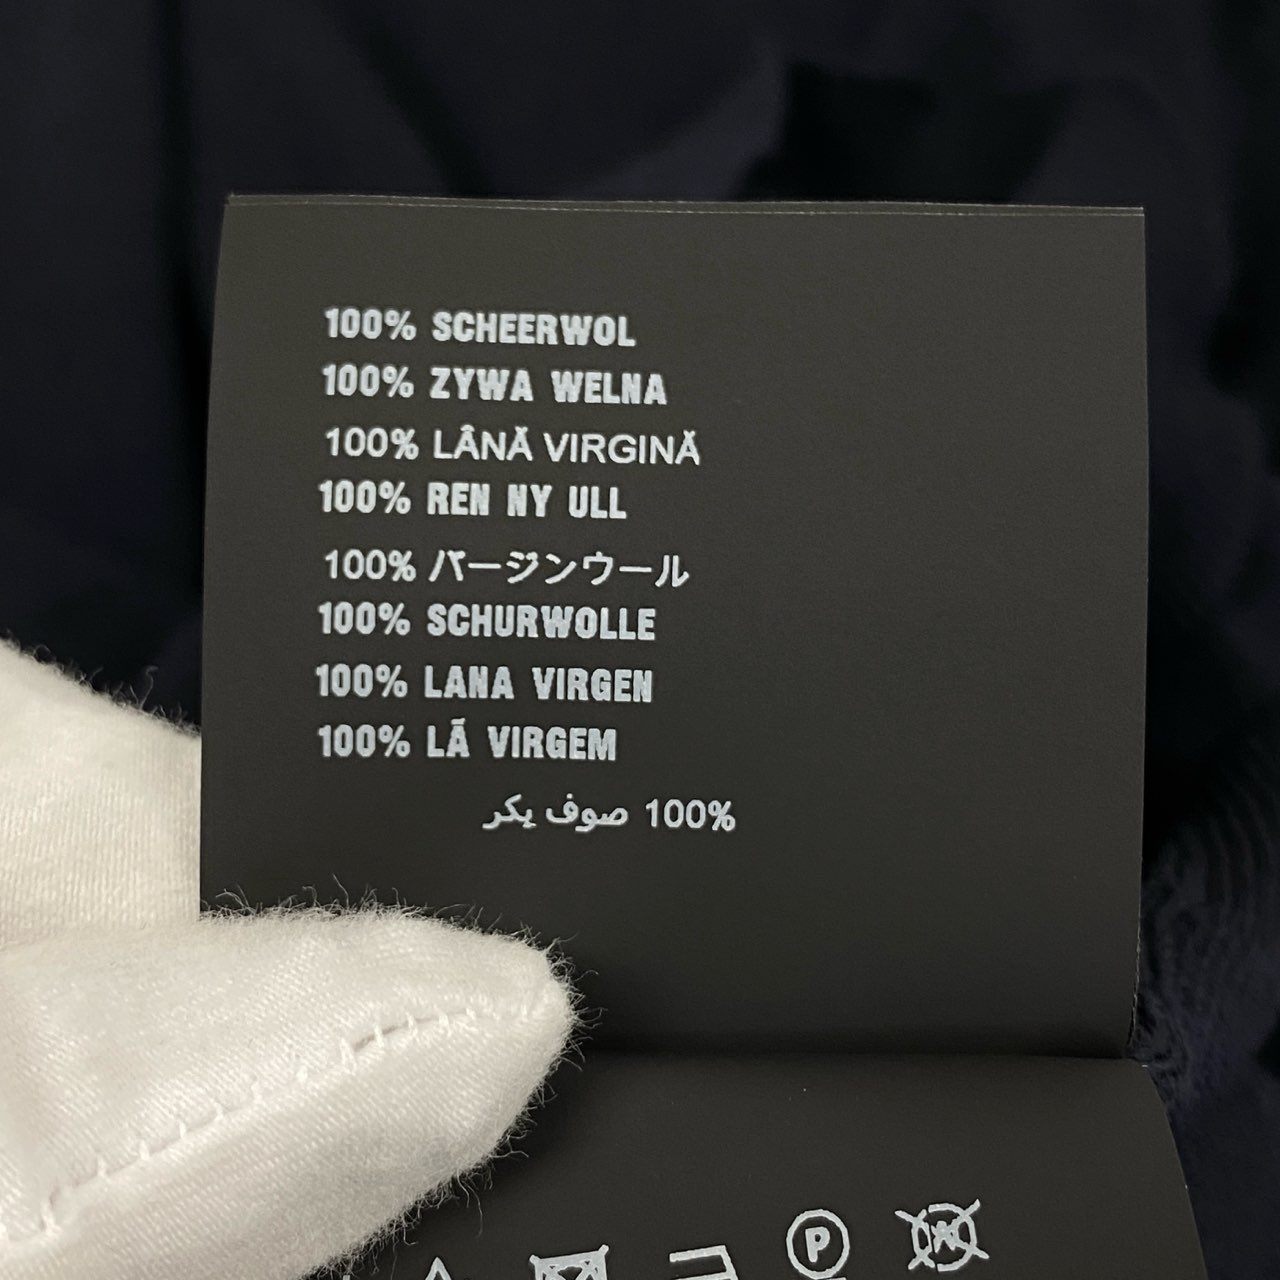 100% SCHEERWOL
100% ZYWA WELNA
100% LÂNĂ VIRGINĂ
100% REN NY ULL
100% バージンウール
100% SCHURWOLLE
100% LANA VIRGEN
100% LÃ VIRGEM
100% صوف يكر
P
W